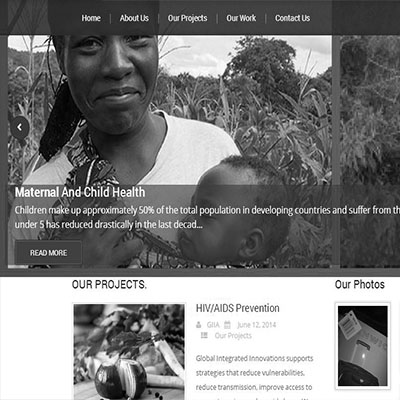 Home About Us Our Projects Our Work Contact Us
Maternal And Child Health
Children make up approximately 50% of the total population in developing countries and suffer from th
under 5 has reduced drastically in the last decad...
READ MORE
OUR PROJECTS.
Our Photos
HIV/AIDS Prevention
GIIA June 12, 2014
Our Projects
Global Integrated Innovations supports
strategies that reduce vulnerabilities,
reduce transmission, improve access to